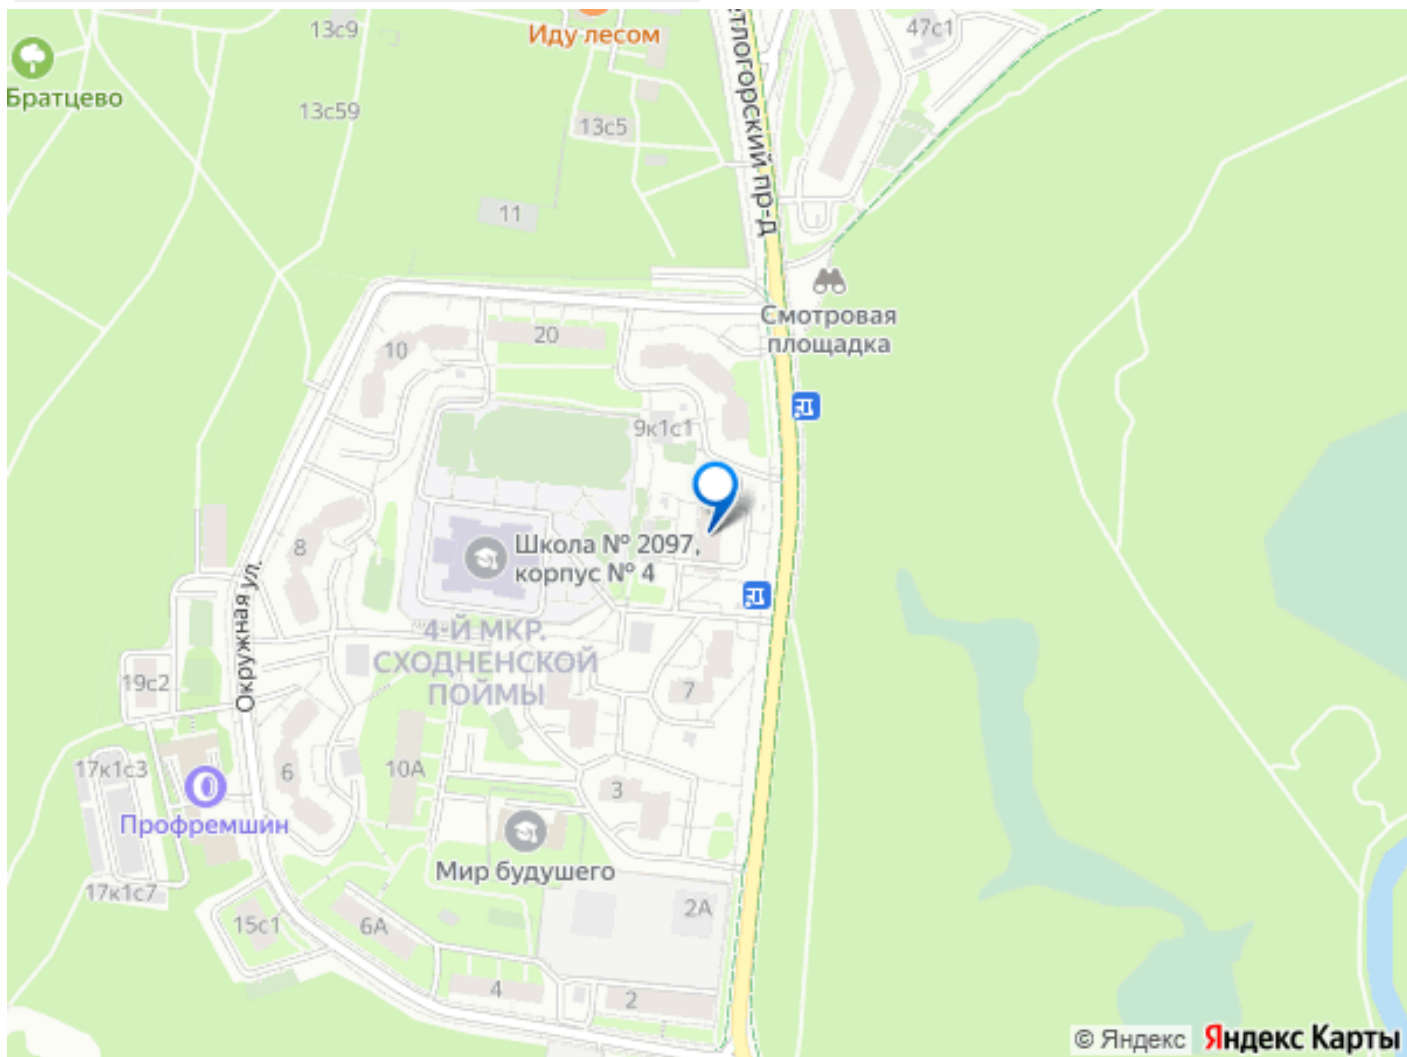 13с9
Иду лесом
тлогорский пр-д
47с1
Братцево
13с59
13с5
11
Смотровая
площадка
20
10
9к1с1
Школа № 2097,
корпус № 4
8
Окружная ул.
4-Й МКР.
СХОДНЕНСКОЙ
ПОЙМЫ
19с2
7
17к1с3
6
10А
3
Профремшин
Мир будущего
17к1с7
15с1
6А
2А
4
2
© Яндекс Яндекс Карты